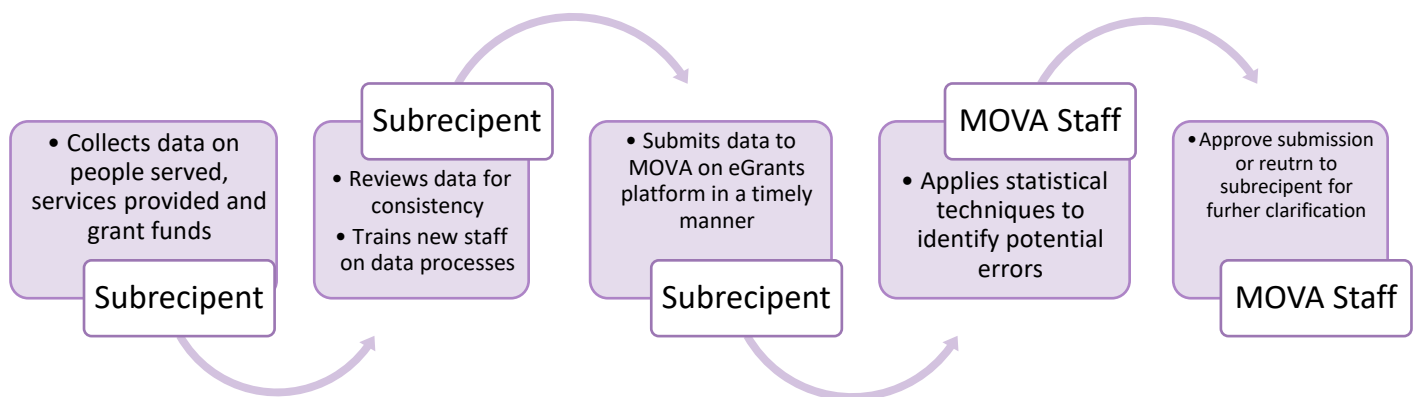 • Collects data on
people served,
services provided and
grant funds
Subrecipent
Subrecipent
• Reviews data for
consistency
• Trains new staff
on data processes
• Submits data to
MOVA on eGrants
platform in a timely
manner
Subrecipent
MOVA Staff
• Applies statistical
techniques to
identify potential
errors
• Approve submission
or reutrn to
subrecipent for
furher clarification
MOVA Staff